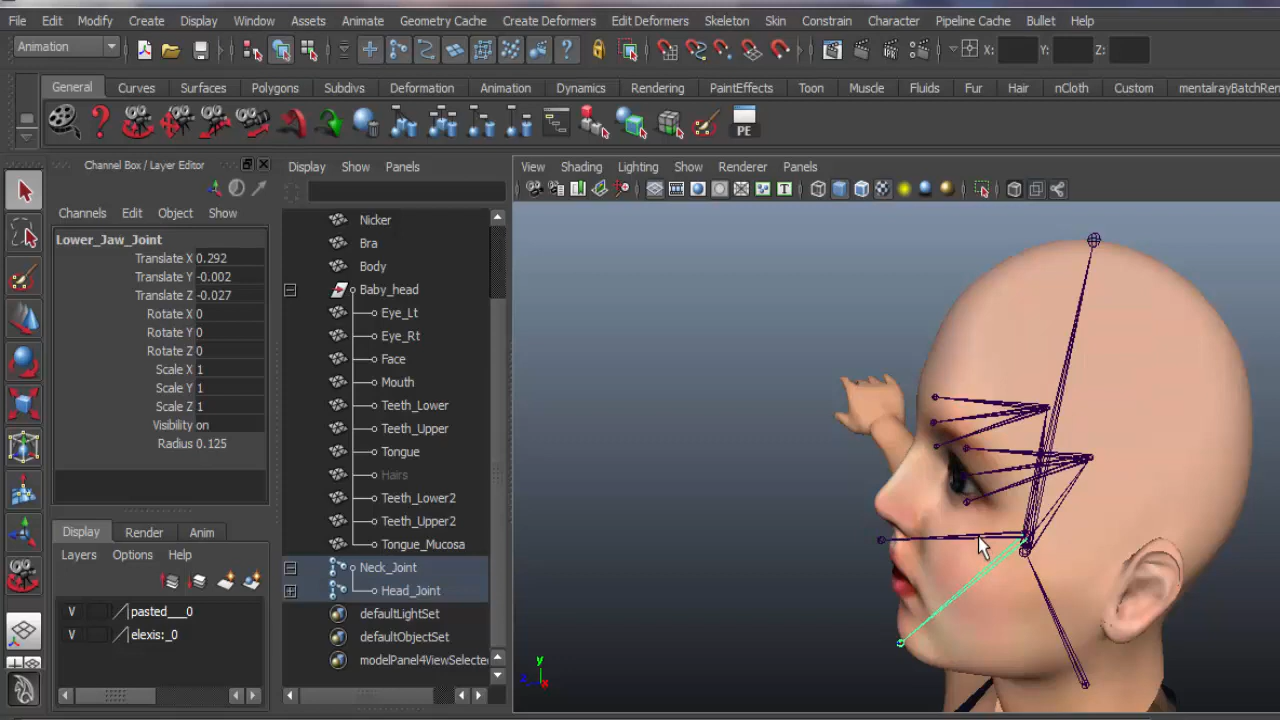 File Edit Modify Create Display Window Assets Animate Geometry Cache Create Deformers Edit Deformers Skeleton Skin Constrain Character Pipeline Cache Bullet Help
Animation X: Y: Z:
General Curves Surfaces Polygons Subdivs Deformation Animation Dynamics Rendering PaintEffects Toon Muscle Fluids Fur Hair nCloth Custom mentalrayBatchRen
PE
Channel Box / Layer Editor
Channels Edit Object Show
Lower_Jaw_Joint
Translate X 0.292
Translate Y -0.002
Translate Z -0.027
Rotate X 0
Rotate Y 0
Rotate Z 0
Scale X 1
Scale Y 1
Scale Z 1
Visibility on
Radius 0.125
Display Render Anim
Layers Options Help
V pasted___0
V elexis:_0
Display Show Panels
Nicker
Bra
Body
Baby_head
Eye_Lt
Eye_Rt
Face
Mouth
Teeth_Lower
Teeth_Upper
Tongue
Hairs
Teeth_Lower2
Teeth_Upper2
Tongue_Mucosa
Neck_Joint
Head_Joint
defaultLightSet
defaultObjectSet
modelPanel4ViewSelected
View Shading Lighting Show Renderer Panels
y
z x